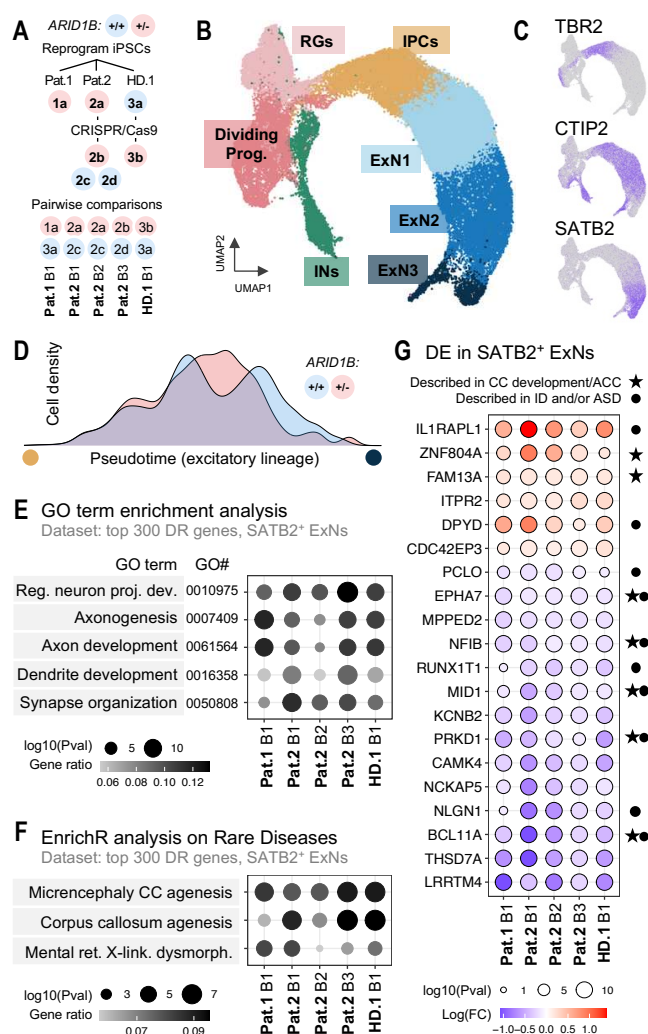 A
ARID1B: +/+ +/-
Reprogram iPSCs
Pat.1 Pat.2 HD.1
1a 2a 3a
CRISPR/Cas9
2b 3b
2c 2d
Pairwise comparisons
1a 2a 2a 2b 3b
3a 2c 2c 2d 3a
Pat.1 B1
Pat.2 B1
Pat.2 B2
Pat.2 B3
HD.1 B1
B
RGs
IPCs
Dividing Prog.
ExN1
ExN2
INs
ExN3
UMAP2
UMAP1
C
TBR2
CTIP2
SATB2
D
Cell density
ARID1B:
+/+ +/-
Pseudotime (excitatory lineage)
E GO term enrichment analysis
Dataset: top 300 DR genes, SATB2+ ExNs
GO term GO#
Reg. neuron proj. dev. 0010975
Axonogenesis 0007409
Axon development 0061564
Dendrite development 0016358
Synapse organization 0050808
log10(Pval) 5 10
Gene ratio
0.06 0.08 0.10 0.12
Pat.1 B1
Pat.2 B1
Pat.2 B2
Pat.2 B3
HD.1 B1
F EnrichR analysis on Rare Diseases
Dataset: top 300 DR genes, SATB2+ ExNs
Micrencephaly CC agenesis
Corpus callosum agenesis
Mental ret. X-link. dysmorph.
log10(Pval) 3 5 7
Gene ratio
0.07 0.09
Pat.1 B1
Pat.2 B1
Pat.2 B2
Pat.2 B3
HD.1 B1
G DE in SATB2+ ExNs
Described in CC development/ACC
Described in ID and/or ASD
IL1RAPL1
ZNF804A
FAM13A
ITPR2
DPYD
CDC42EP3
PCLO
EPHA7
MPPED2
NFIB
RUNX1T1
MID1
KCNB2
PRKD1
CAMK4
NCKAP5
NLGN1
BCL11A
THSD7A
LRRTM4
Pat.1 B1
Pat.2 B1
Pat.2 B2
Pat.2 B3
HD.1 B1
log10(Pval) 1 5 10
Log(FC)
−1.0 −0.5 0.5 1.0